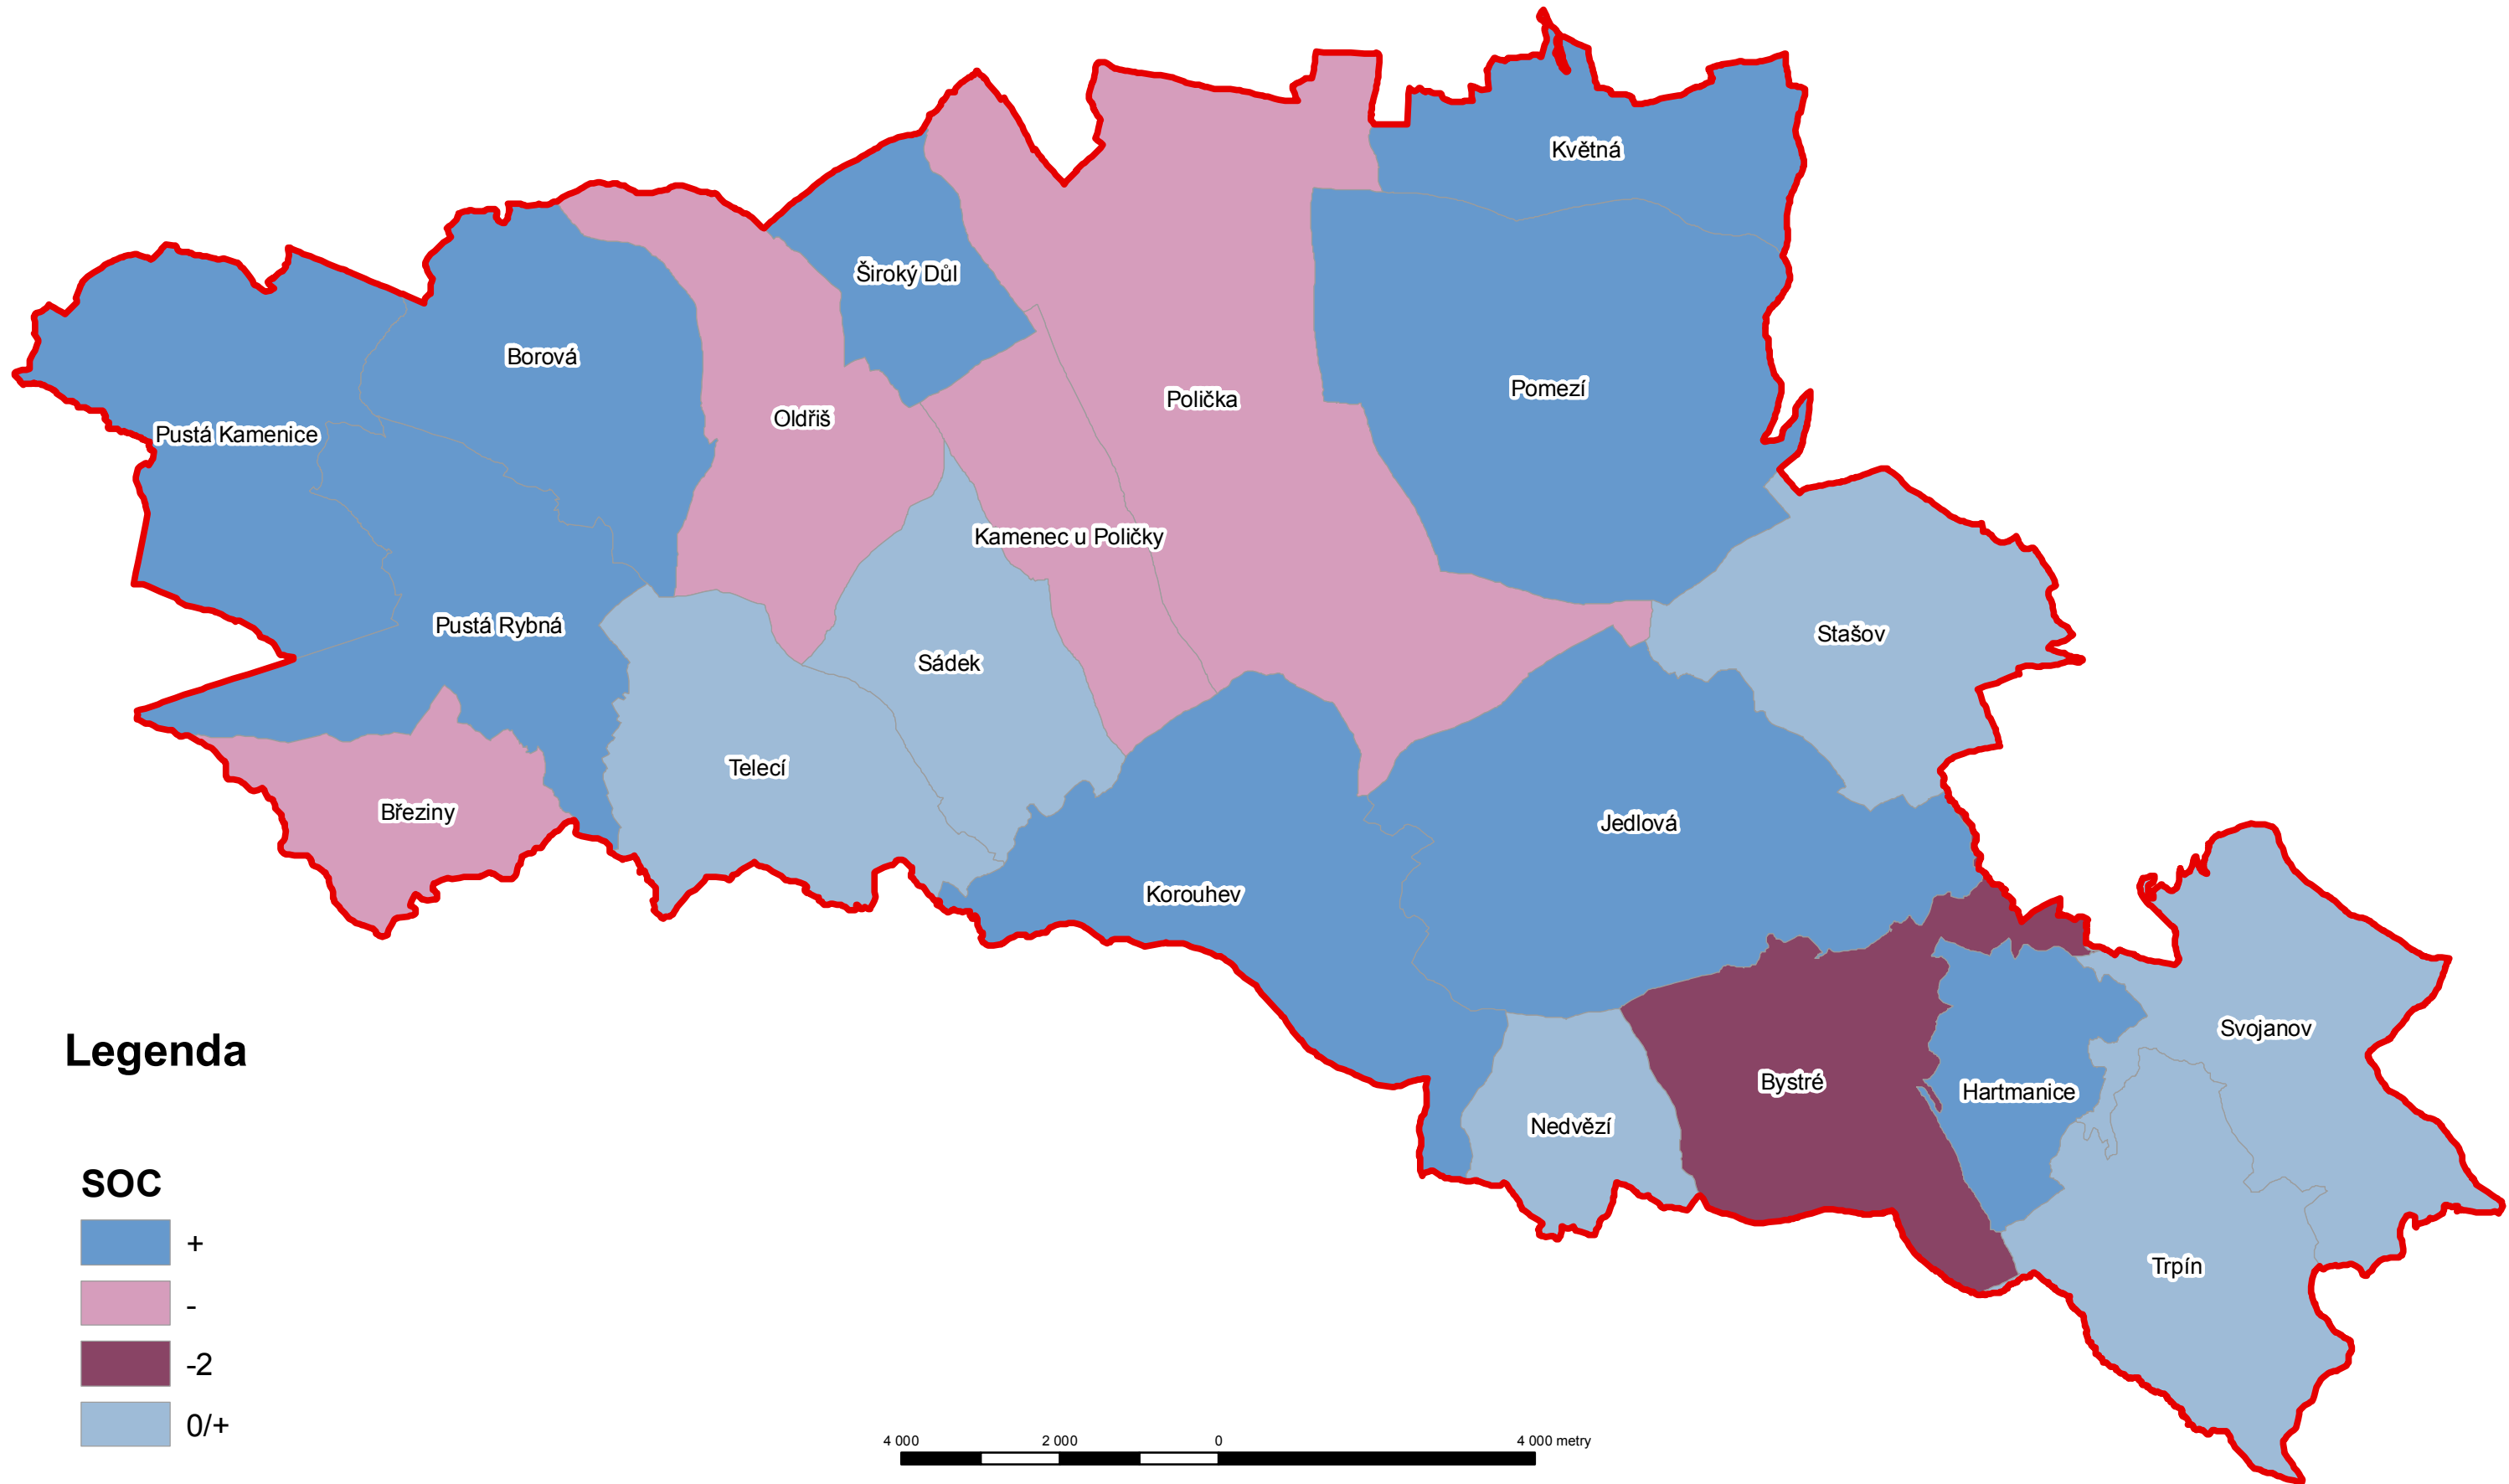 Květná
Široký Důl
Borová
Pomezí
Polička
Oldřiš
Pustá Kamenice
Kamenec u Poličky
Pustá Rybná
Stašov
Sádek
Telecí
Březiny
Jedlová
Korouhev
Svojanov
Bystré
Hartmanice
Nedvězí
Trpín
Legenda
SOC
+
-
-2
0/+
4 000 2 000 0 4 000 metry